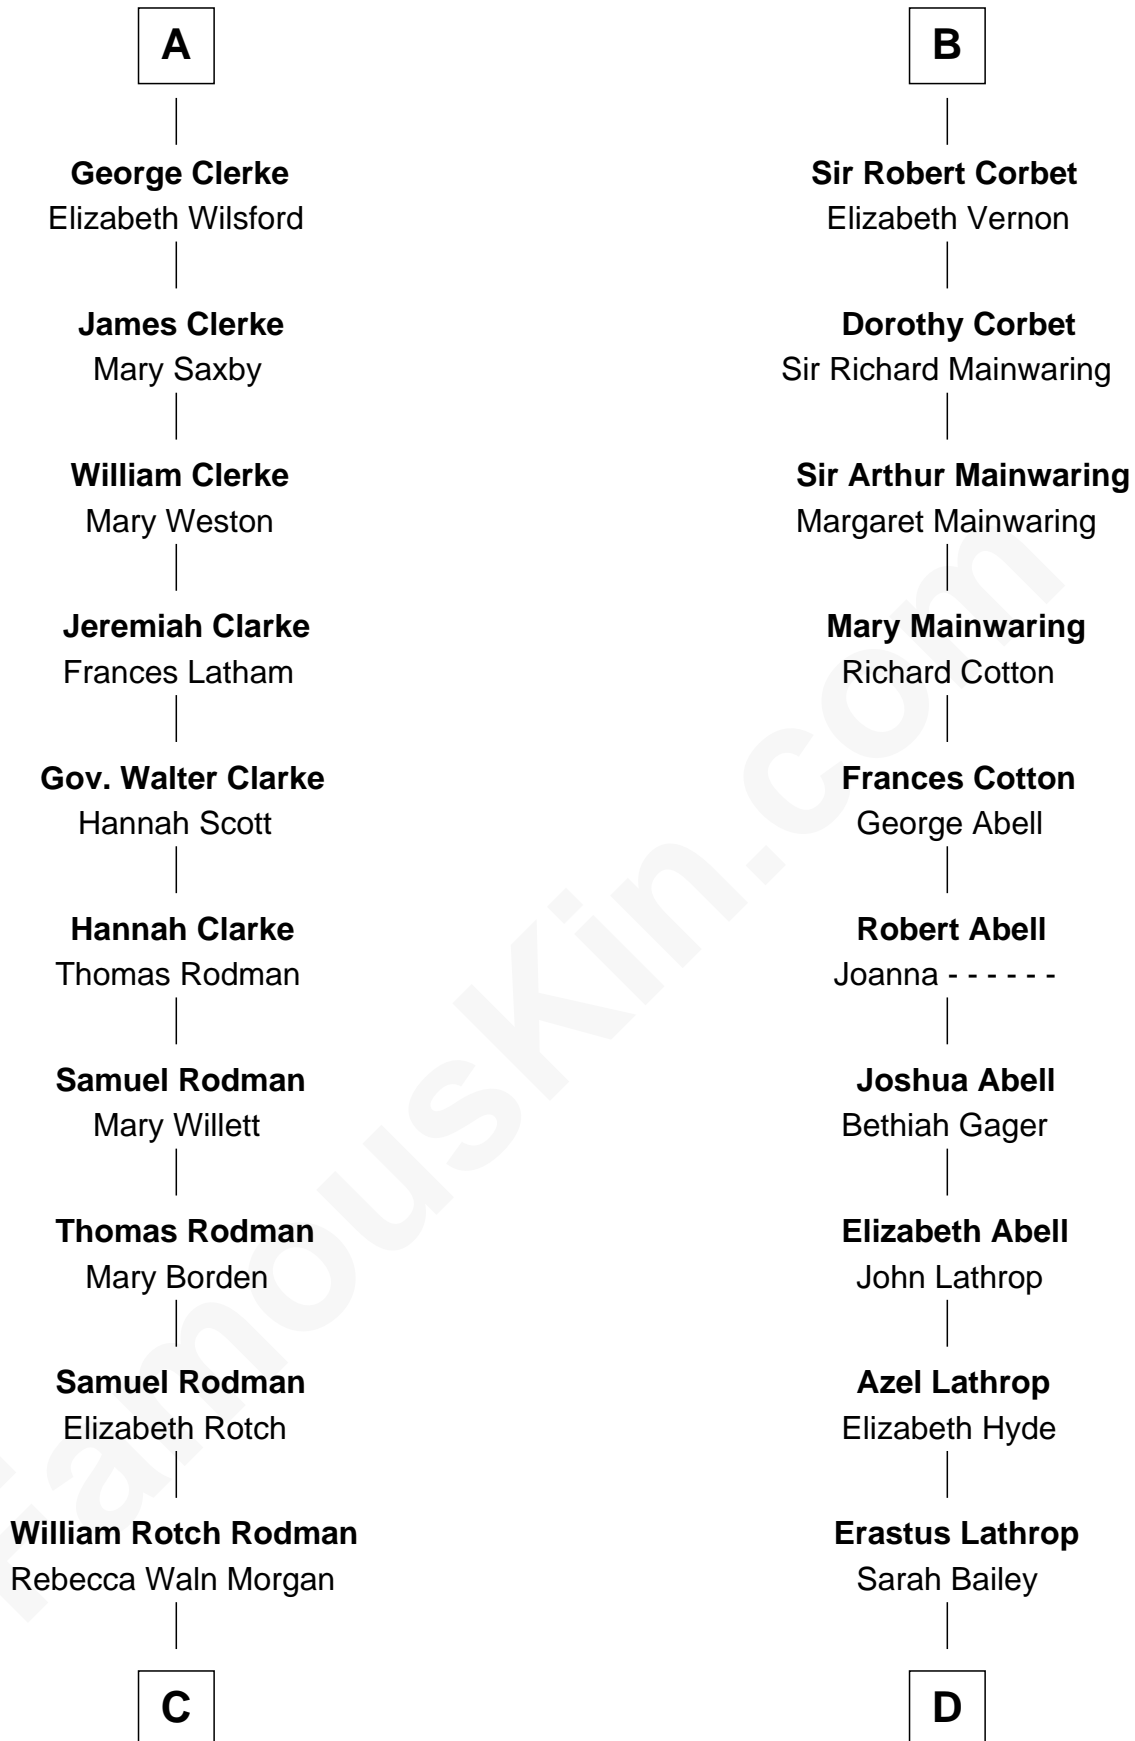 A
George Clerke
Elizabeth Wilsford
James Clerke
Mary Saxby
William Clerke
Mary Weston
Jeremiah Clarke
Frances Latham
Gov. Walter Clarke
Hannah Scott
Hannah Clarke
Thomas Rodman
Samuel Rodman
Mary Willett
Thomas Rodman
Mary Borden
Samuel Rodman
Elizabeth Rotch
William Rotch Rodman
Rebecca Waln Morgan
C
B
Sir Robert Corbet
Elizabeth Vernon
Dorothy Corbet
Sir Richard Mainwaring
Sir Arthur Mainwaring
Margaret Mainwaring
Mary Mainwaring
Richard Cotton
Frances Cotton
George Abell
Robert Abell
Joanna - - - - - -
Joshua Abell
Bethiah Gager
Elizabeth Abell
John Lathrop
Azel Lathrop
Elizabeth Hyde
Erastus Lathrop
Sarah Bailey
D
FamousKin.com